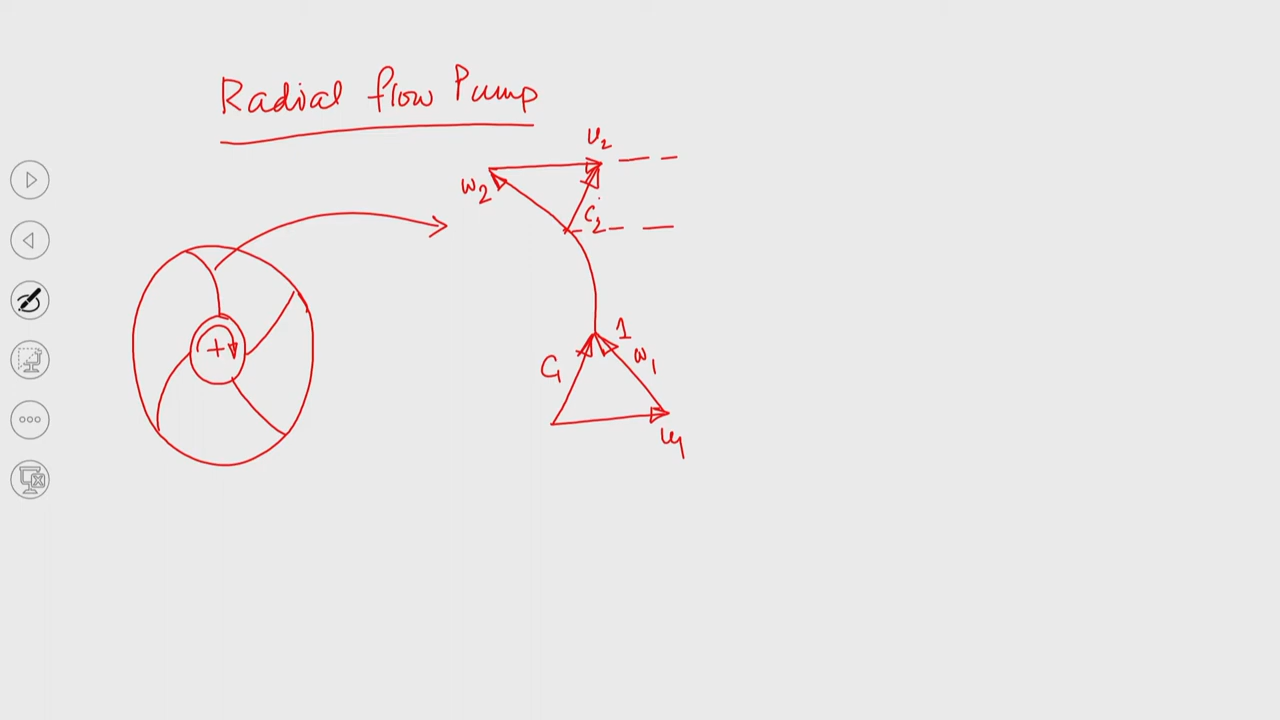 Radial flow Pump
U₂
W₂
C₂
1
C₁
W₁
U₁